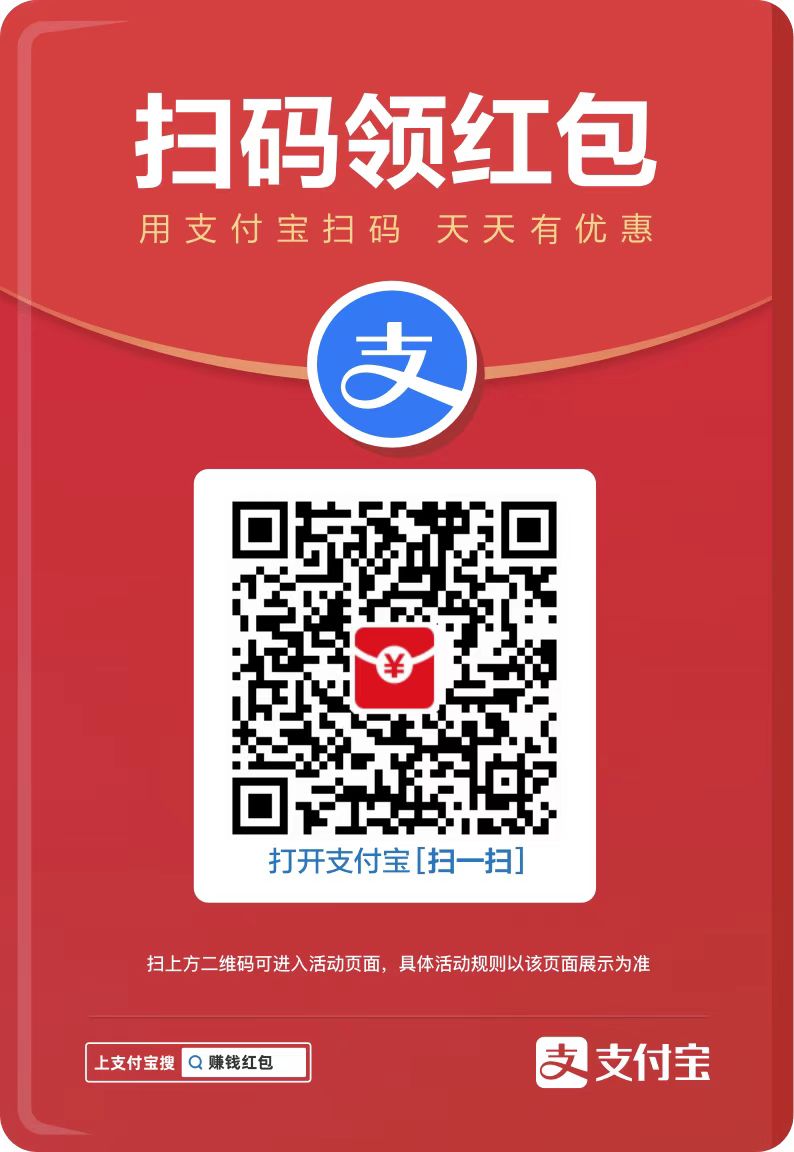 扫码领红包
用支付宝扫码 天天有优惠
支
¥
打开支付宝[扫一扫]
扫上方二维码可进入活动页面，具体活动规则以该页面展示为准
上支付宝搜 赚钱红包
支 支付宝